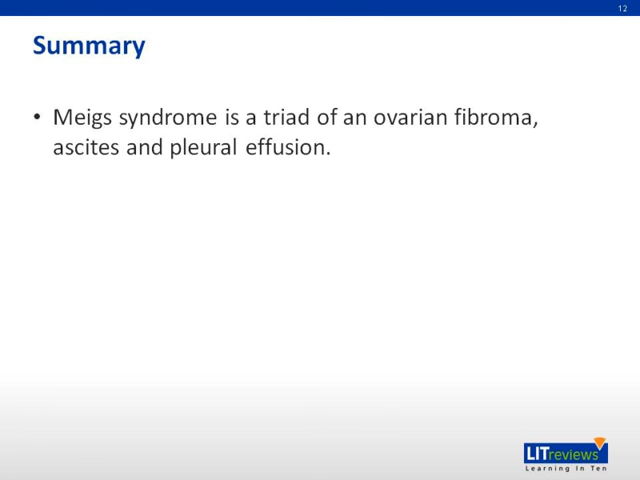 12
Summary
• Meigs syndrome is a triad of an ovarian fibroma,
ascites and pleural effusion.
LITreviews
Learning In Ten